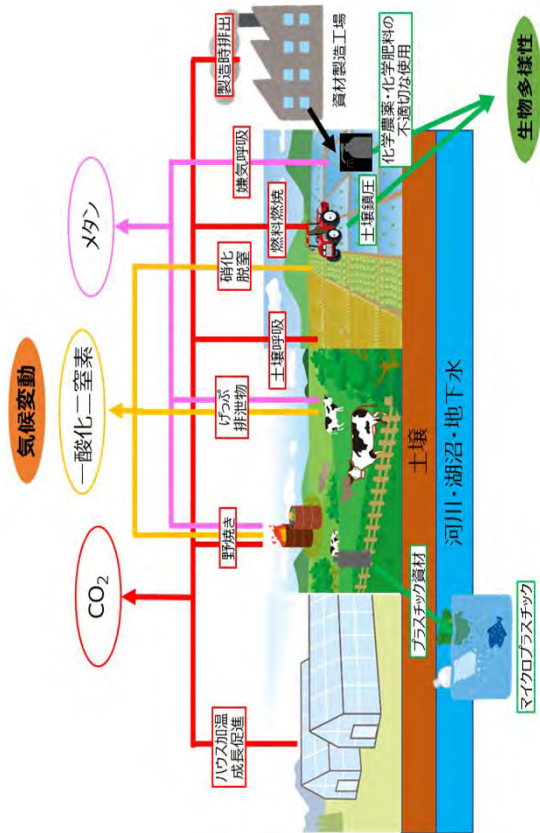 気候変動
CO2
一酸化二窒素
メタン
ハウス加温
成長促進
野焼き
げっぷ
排泄物
土壌呼吸
硝化
脱窒
燃料燃焼
嫌気呼吸
製造時排出
資材製造工場
化学農薬・化学肥料の
不適切な使用
土壌鎮圧
プラスチック資材
マイクロプラスチック
土壌
河川・湖沼・地下水
生物多様性